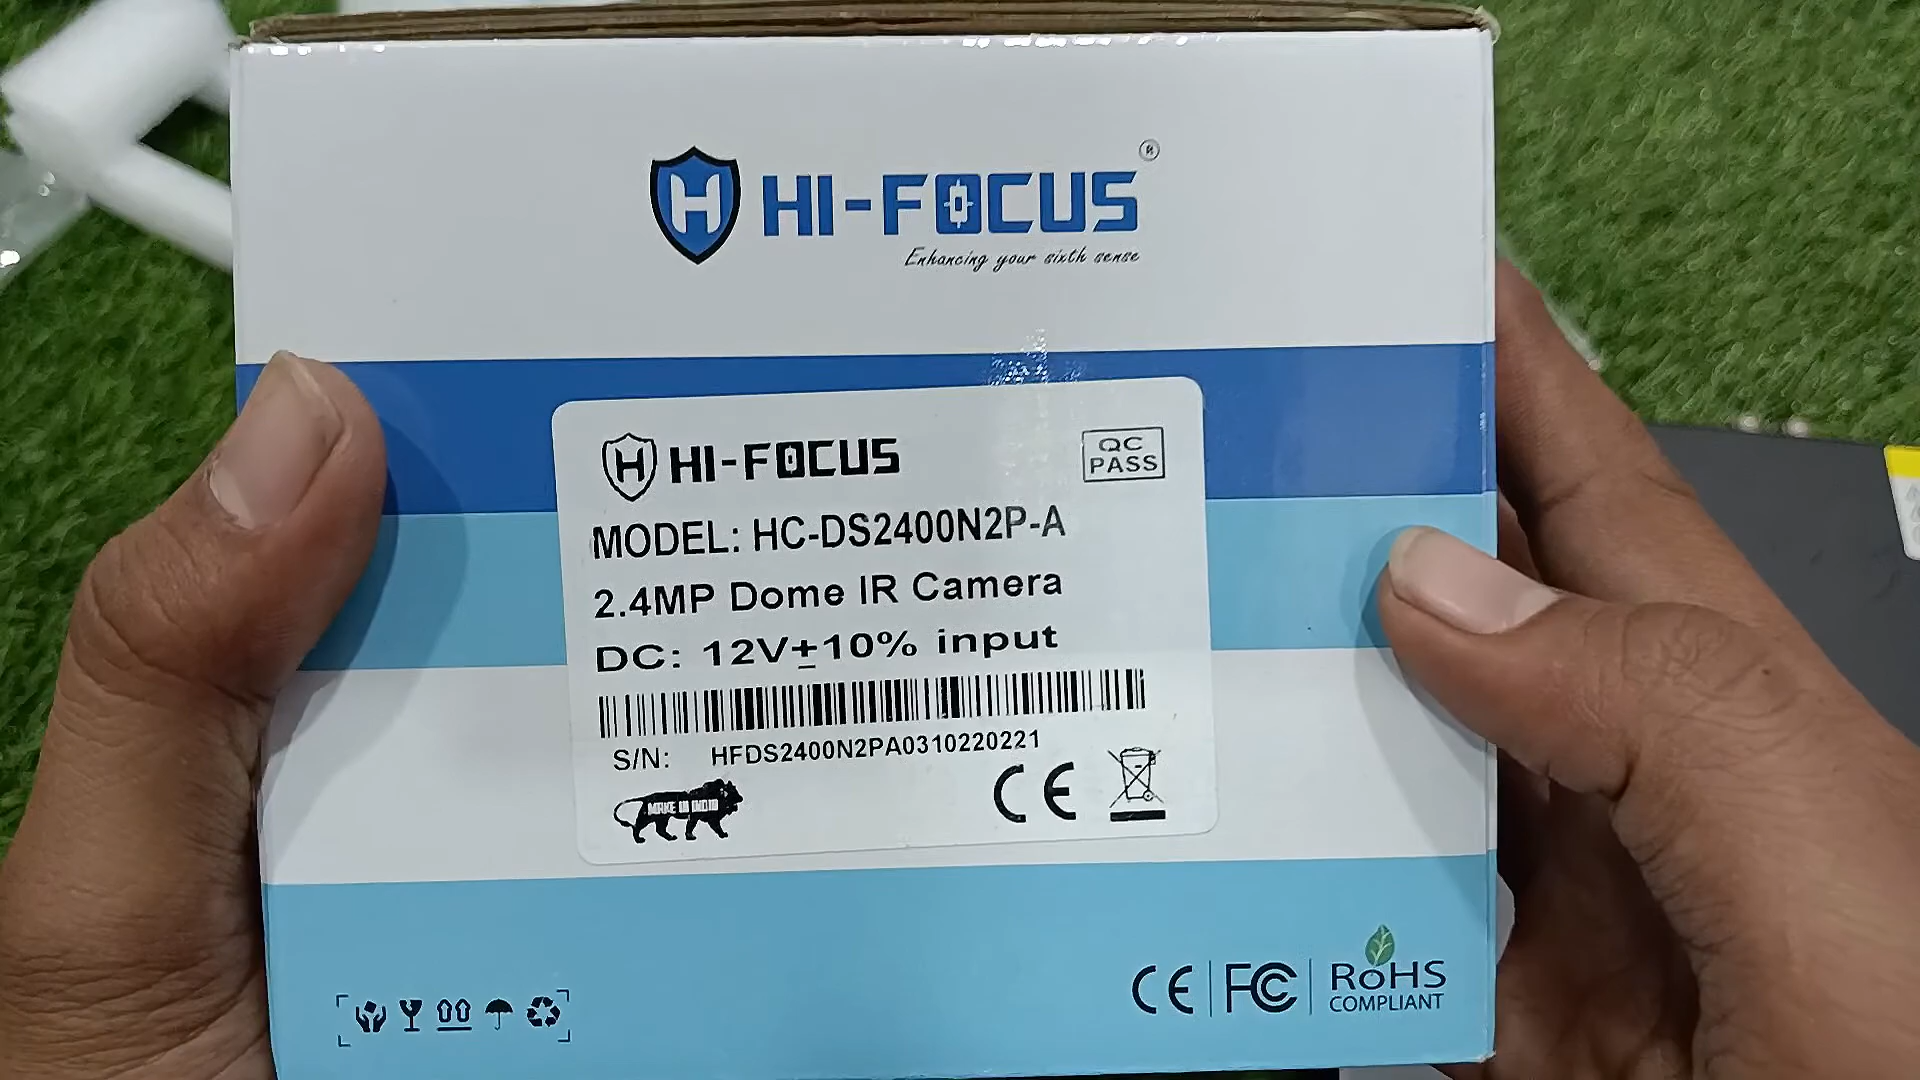 HI-FOCUS®
Enhancing your sixth sense
HI-FOCUS
QC
PASS
MODEL: HC-DS2400N2P-A
2.4MP Dome IR Camera
DC: 12V±10% input
S/N: HFDS2400N2PA0310220221
MAKE IN INDIA
CE
CE FC RoHS
COMPLIANT